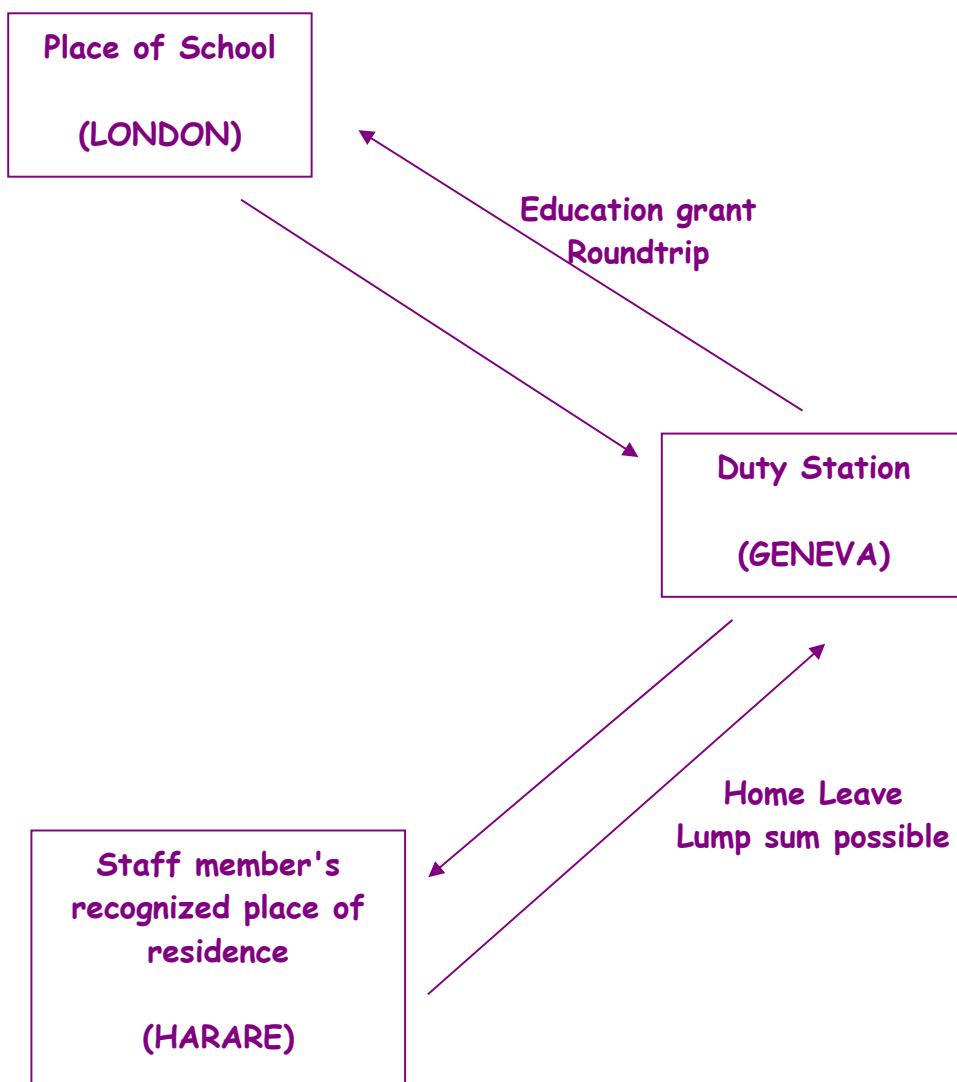 Place of School
(LONDON)
Education grant
Roundtrip
Duty Station
(GENEVA)
Home Leave
Lump sum possible
Staff member's
recognized place of
residence
(HARARE)